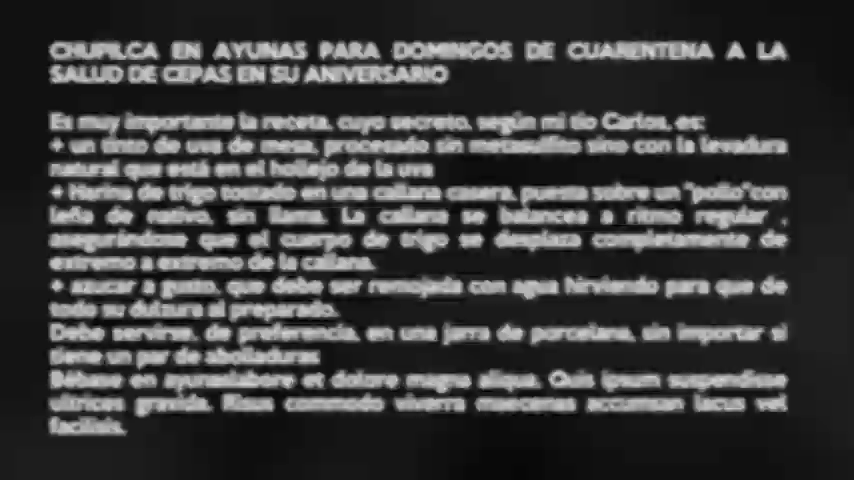 CHUPILCA EN AYUNAS PARA DOMINGOS DE CUARENTENA A LA
SALUD DE CEPAS EN SU ANIVERSARIO
Es muy importante la receta, cuyo secreto, según mi tío Carlos, es:
+ un tinto de uva de mesa, procesado sin metasulfito sino con la levadura
natural que está en el hollejo de la uva
+ Harina de trigo tostado en una callana casera, puesta sobre un "pollo"con
leña de nativo, sin llama. La callana se balancea a ritmo regular ,
asegurándose que el cuerpo de trigo se desplaza completamente de
extremo a extremo de la callana.
+ azucar a gusto, que debe ser remojada con agua hirviendo para que de
todo su dulzura al preparado.
Debe servirse, de preferencia, en una jarra de porcelana, sin importar si
tiene un par de abolladuras
Bébase en ayunaslabore et dolore magna aliqua. Quis ipsum suspendisse
ultrices gravida. Risus commodo viverra maecenas accumsan lacus vel
facilisis.